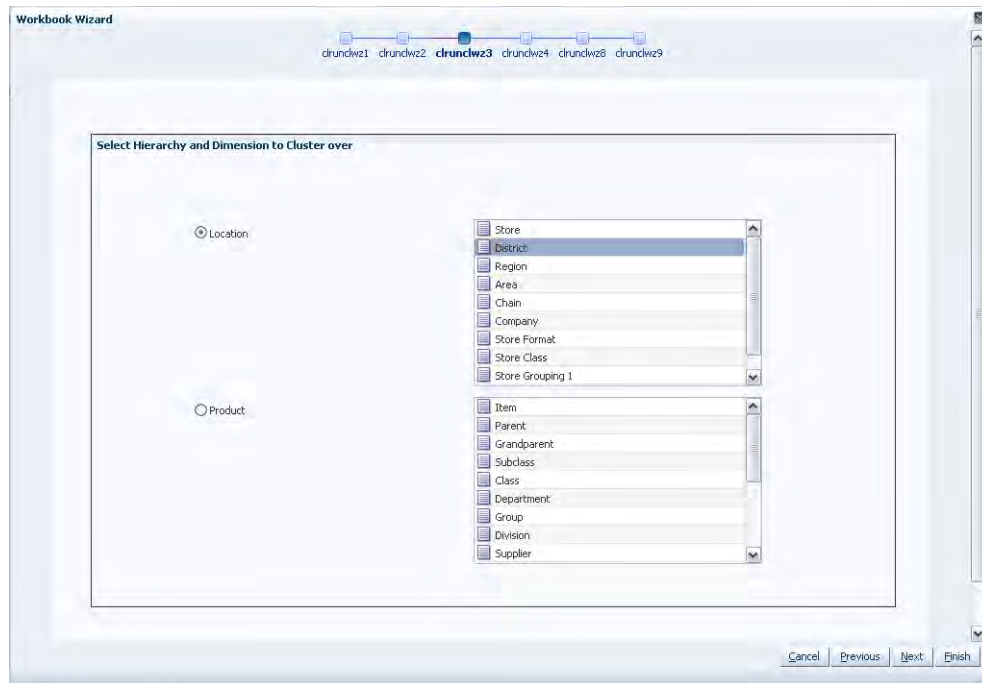 Workbook Wizard
clrunclwz1 clrunclwz2 clrunclwz3 clrunclwz4 clrunclwz8 clrunclwz9
Select Hierarchy and Dimension to Cluster over
Location
Store
District
Region
Area
Chain
Company
Store Format
Store Class
Store Grouping 1
Product
Item
Parent
Grandparent
Subclass
Class
Department
Group
Division
Supplier
Cancel Previous Next Finish